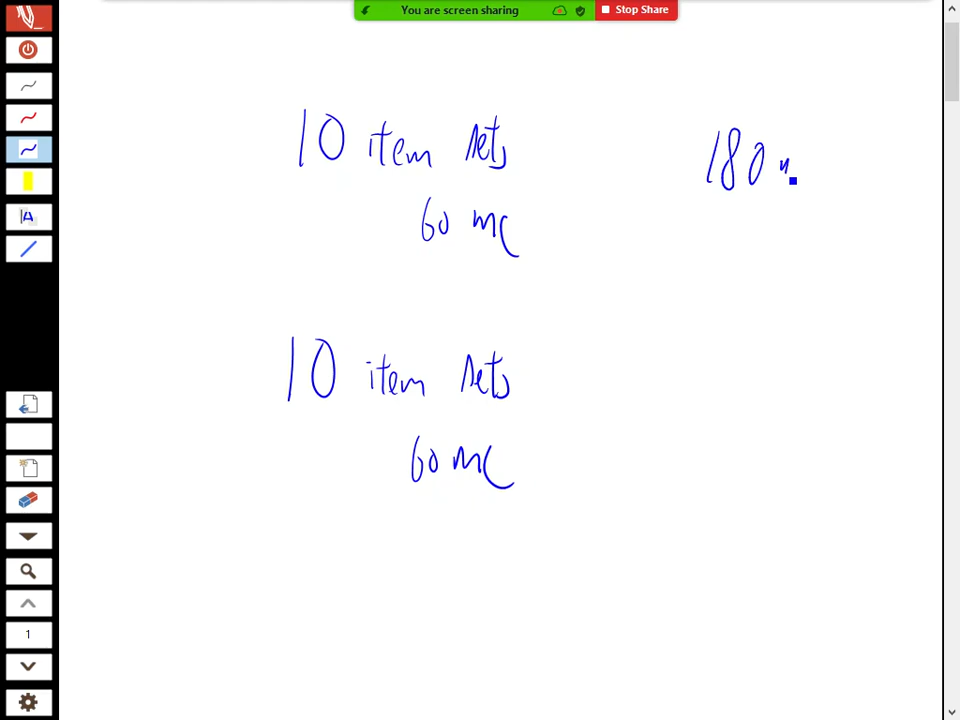 You are screen sharing
Stop Share
10 item sets
180
60 mc
10 item sets
60 mc
1